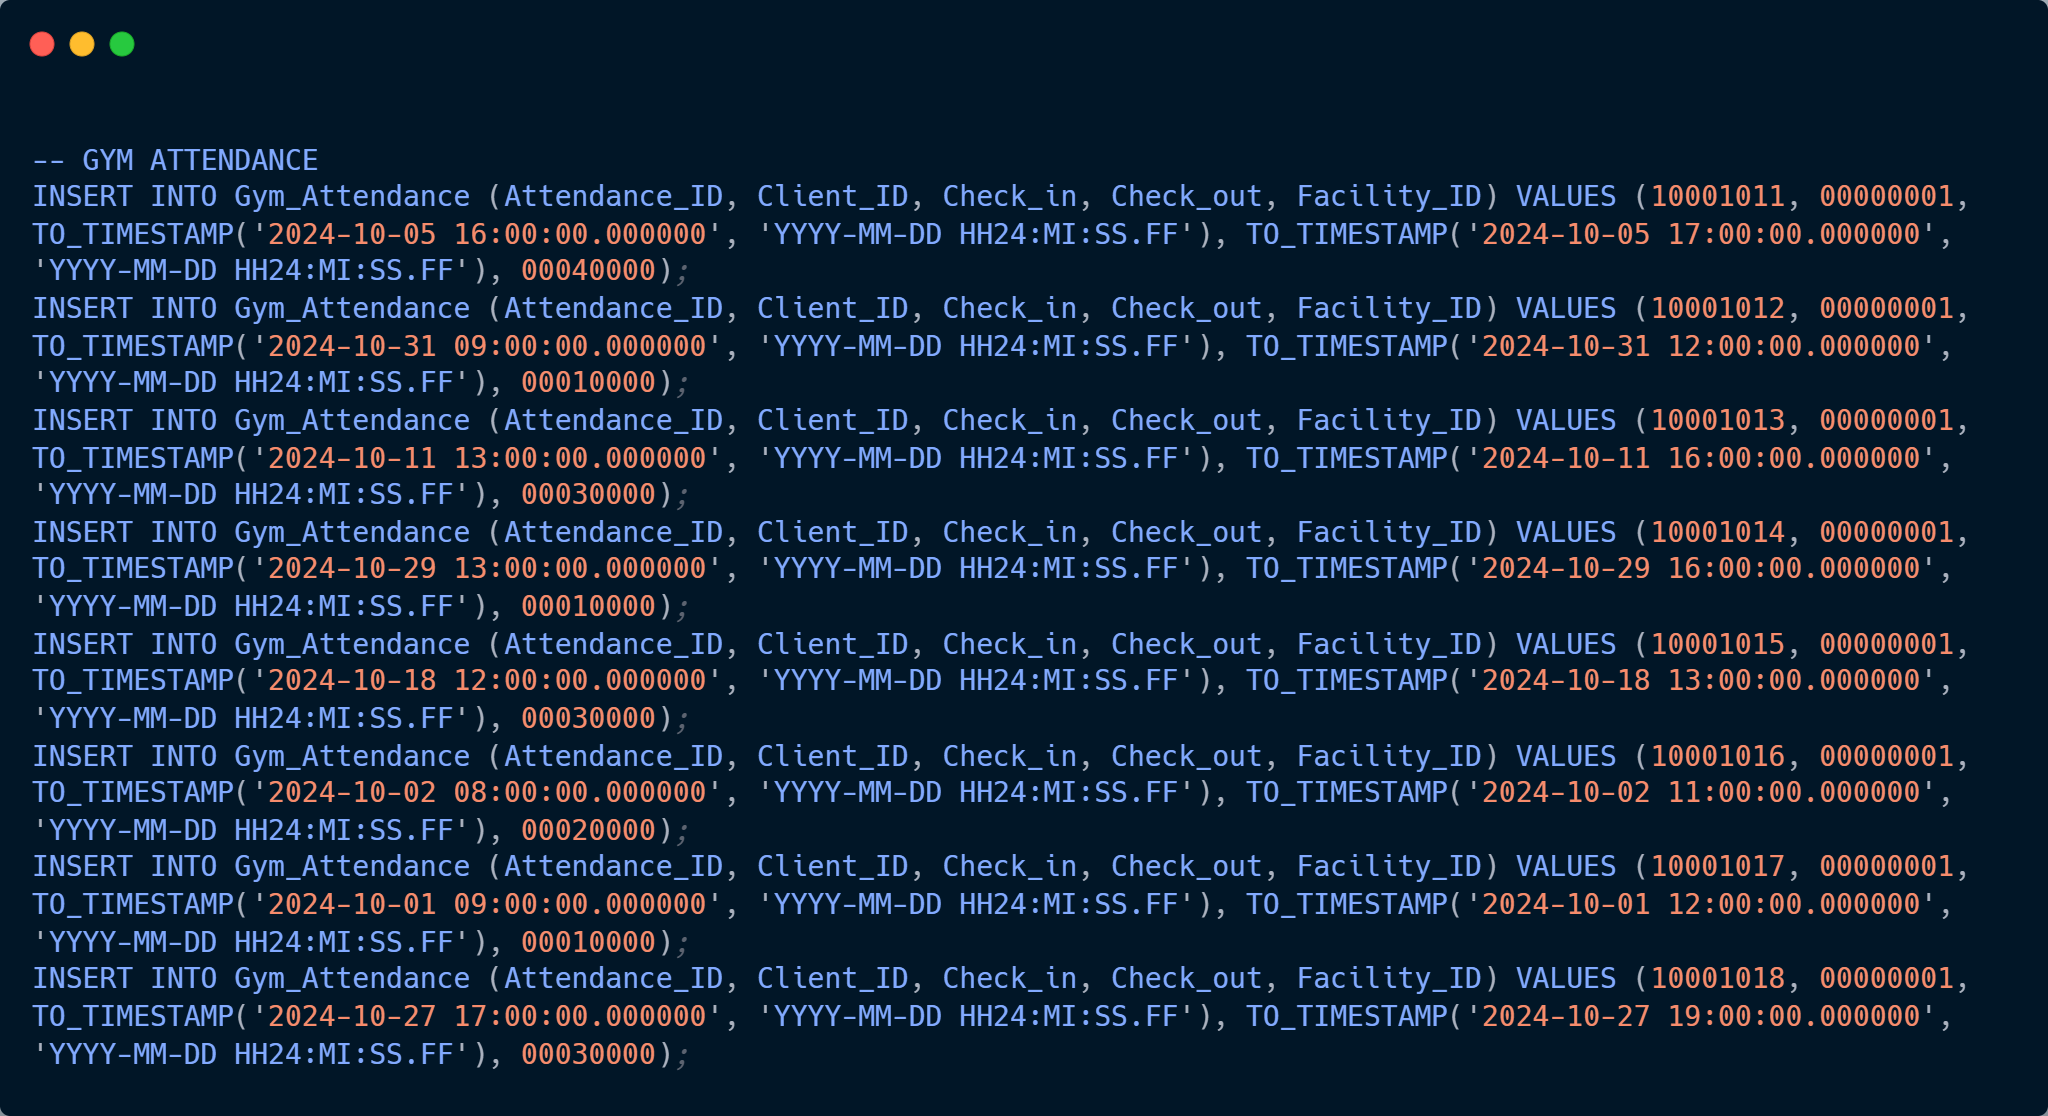 -- GYM ATTENDANCE
INSERT INTO Gym_Attendance (Attendance_ID, Client_ID, Check_in, Check_out, Facility_ID) VALUES (10001011, 00000001,
TO_TIMESTAMP('2024-10-05 16:00:00.000000', 'YYYY-MM-DD HH24:MI:SS.FF'), TO_TIMESTAMP('2024-10-05 17:00:00.000000',
'YYYY-MM-DD HH24:MI:SS.FF'), 00040000);
INSERT INTO Gym_Attendance (Attendance_ID, Client_ID, Check_in, Check_out, Facility_ID) VALUES (10001012, 00000001,
TO_TIMESTAMP('2024-10-31 09:00:00.000000', 'YYYY-MM-DD HH24:MI:SS.FF'), TO_TIMESTAMP('2024-10-31 12:00:00.000000',
'YYYY-MM-DD HH24:MI:SS.FF'), 00010000);
INSERT INTO Gym_Attendance (Attendance_ID, Client_ID, Check_in, Check_out, Facility_ID) VALUES (10001013, 00000001,
TO_TIMESTAMP('2024-10-11 13:00:00.000000', 'YYYY-MM-DD HH24:MI:SS.FF'), TO_TIMESTAMP('2024-10-11 16:00:00.000000',
'YYYY-MM-DD HH24:MI:SS.FF'), 00030000);
INSERT INTO Gym_Attendance (Attendance_ID, Client_ID, Check_in, Check_out, Facility_ID) VALUES (10001014, 00000001,
TO_TIMESTAMP('2024-10-29 13:00:00.000000', 'YYYY-MM-DD HH24:MI:SS.FF'), TO_TIMESTAMP('2024-10-29 16:00:00.000000',
'YYYY-MM-DD HH24:MI:SS.FF'), 00010000);
INSERT INTO Gym_Attendance (Attendance_ID, Client_ID, Check_in, Check_out, Facility_ID) VALUES (10001015, 00000001,
TO_TIMESTAMP('2024-10-18 12:00:00.000000', 'YYYY-MM-DD HH24:MI:SS.FF'), TO_TIMESTAMP('2024-10-18 13:00:00.000000',
'YYYY-MM-DD HH24:MI:SS.FF'), 00030000);
INSERT INTO Gym_Attendance (Attendance_ID, Client_ID, Check_in, Check_out, Facility_ID) VALUES (10001016, 00000001,
TO_TIMESTAMP('2024-10-02 08:00:00.000000', 'YYYY-MM-DD HH24:MI:SS.FF'), TO_TIMESTAMP('2024-10-02 11:00:00.000000',
'YYYY-MM-DD HH24:MI:SS.FF'), 00020000);
INSERT INTO Gym_Attendance (Attendance_ID, Client_ID, Check_in, Check_out, Facility_ID) VALUES (10001017, 00000001,
TO_TIMESTAMP('2024-10-01 09:00:00.000000', 'YYYY-MM-DD HH24:MI:SS.FF'), TO_TIMESTAMP('2024-10-01 12:00:00.000000',
'YYYY-MM-DD HH24:MI:SS.FF'), 00010000);
INSERT INTO Gym_Attendance (Attendance_ID, Client_ID, Check_in, Check_out, Facility_ID) VALUES (10001018, 00000001,
TO_TIMESTAMP('2024-10-27 17:00:00.000000', 'YYYY-MM-DD HH24:MI:SS.FF'), TO_TIMESTAMP('2024-10-27 19:00:00.000000',
'YYYY-MM-DD HH24:MI:SS.FF'), 00030000);